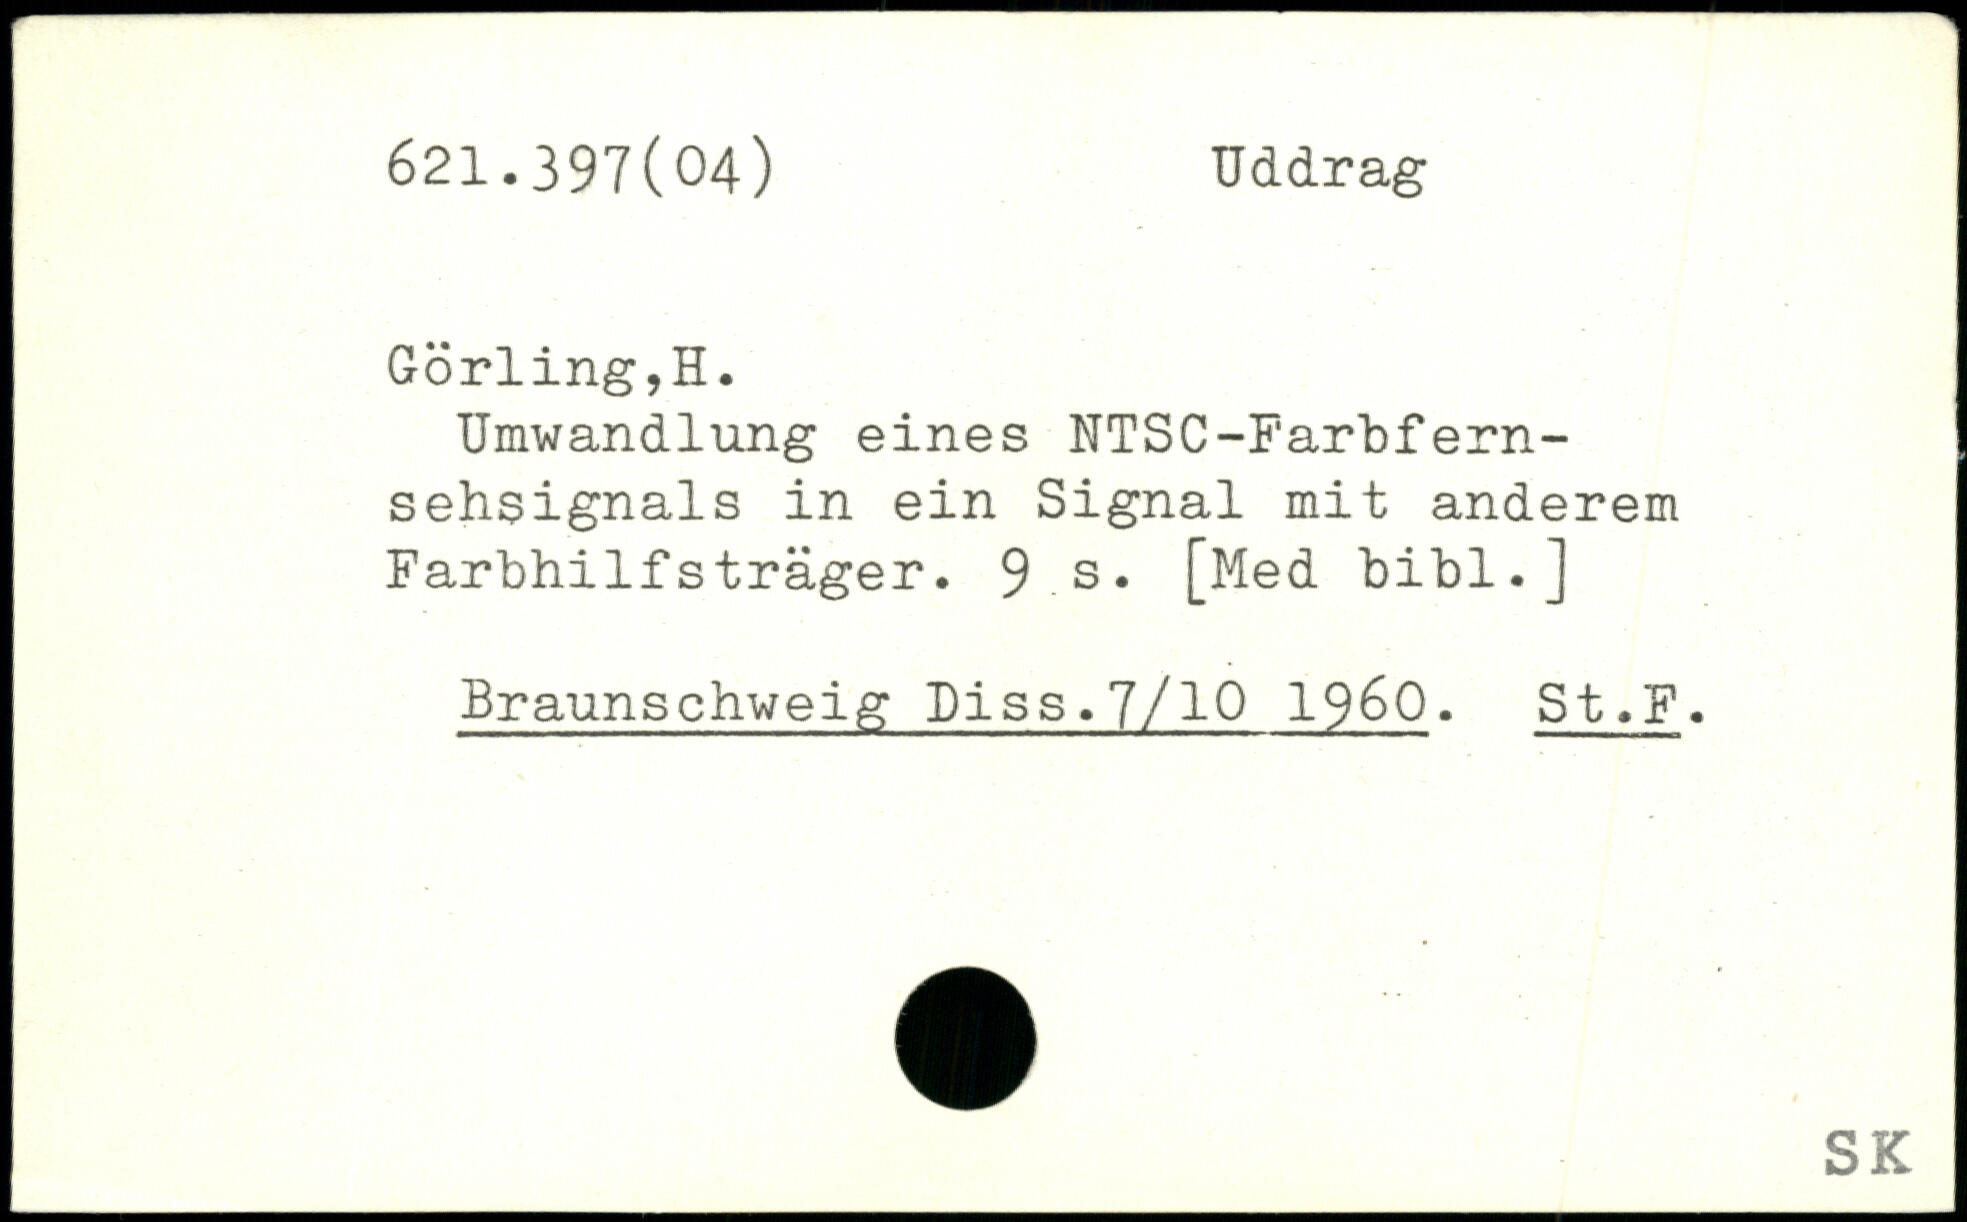 621.397(04) Uddrag
Görling,H.
Umwandlung eines NTSC-Farbfern-
sehsignals in ein Signal mit anderem
Farbhilfsträger. 9 s. [Med bibl.]
Braunschweig Diss.7/10 1960. St.F.
SK